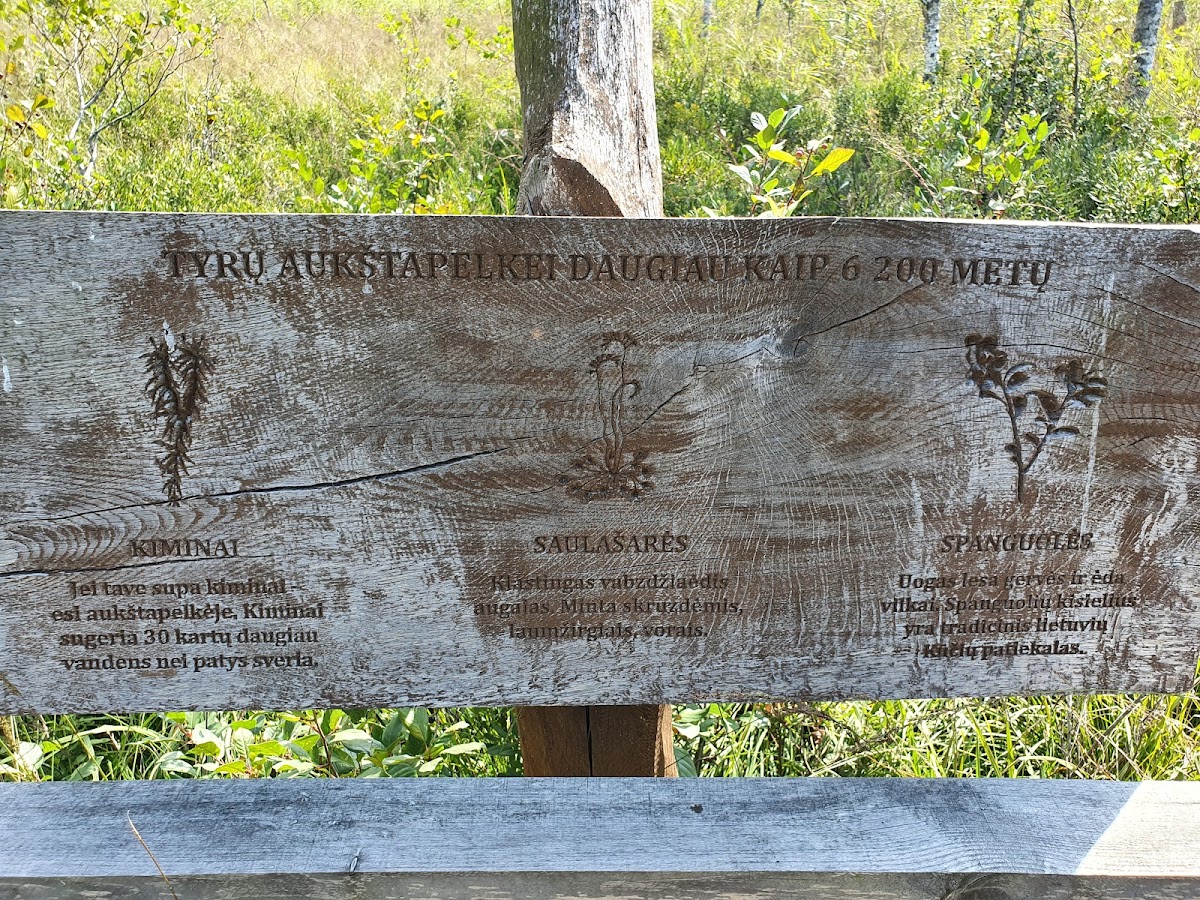 TYRŲ AUKŠTAPELKEI DAUGIAU KAIP 6 200 METŲ
KIMINAI
Jei tave supa kiminai
esi aukštapelkėje. Kiminai
sugeria 30 kartų daugiau
vandens nei patys sveria.
SAULAŠARĖS
Klastingas vabzdžiaėdis
augalas. Minta skruzdėmis,
laumžirgiais, vorais.
SPANGUOLĖS
Uogas lesa gervės ir ėda
vilkai. Spanguolių kisielius
yra tradicinis lietuvių
Kūčių patiekalas.